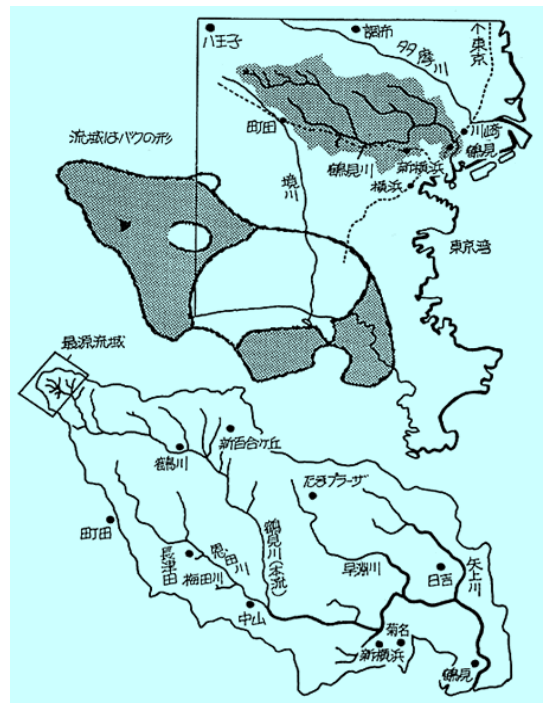 八王子
調布
多摩川
↑東京
町田
川崎
鶴見
新横浜
鶴見川
横浜
境川
東京湾
流域はバクの形
最源流域
新百合ヶ丘
鶴川
たまプラーザ
町田
長津田
恩田川
梅田川
鶴見川(本流)
早淵川
日吉
矢上川
中山
菊名
新横浜
鶴見